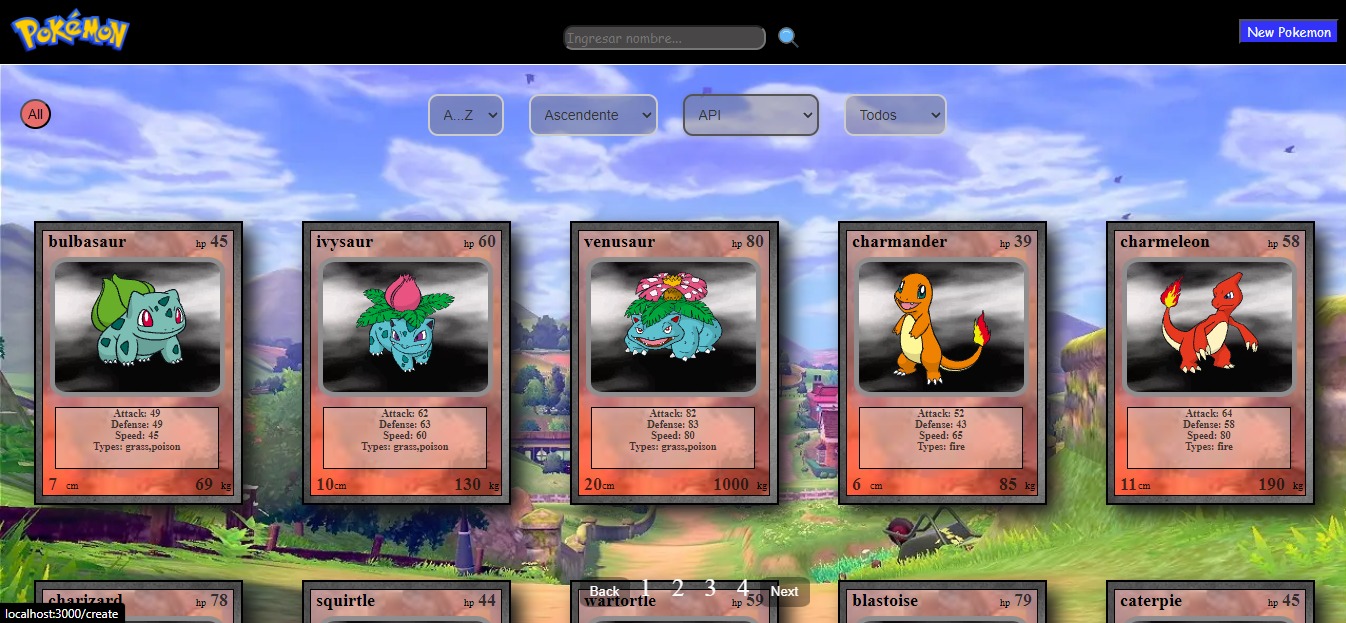 Pokémon
Ingresar nombre...
New Pokemon
All
A...Z
Ascendente
API
Todos
bulbasaur hp 45
Attack: 49
Defense: 49
Speed: 45
Types: grass,poison
7 cm 69 kg
ivysaur hp 60
Attack: 62
Defense: 63
Speed: 60
Types: grass,poison
10cm 130 kg
venusaur hp 80
Attack: 82
Defense: 83
Speed: 80
Types: grass,poison
20cm 1000 kg
charmander hp 39
Attack: 52
Defense: 43
Speed: 65
Types: fire
6 cm 85 kg
charmeleon hp 58
Attack: 64
Defense: 58
Speed: 80
Types: fire
11cm 190 kg
Back 1 2 3 4 Next
charizard hp 78
squirtle hp 44
wartortle hp 59
blastoise hp 79
caterpie hp 45
localhost:3000/create